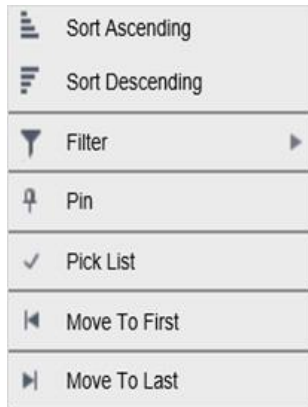 Sort Ascending
Sort Descending
Filter
Pin
Pick List
Move To First
Move To Last